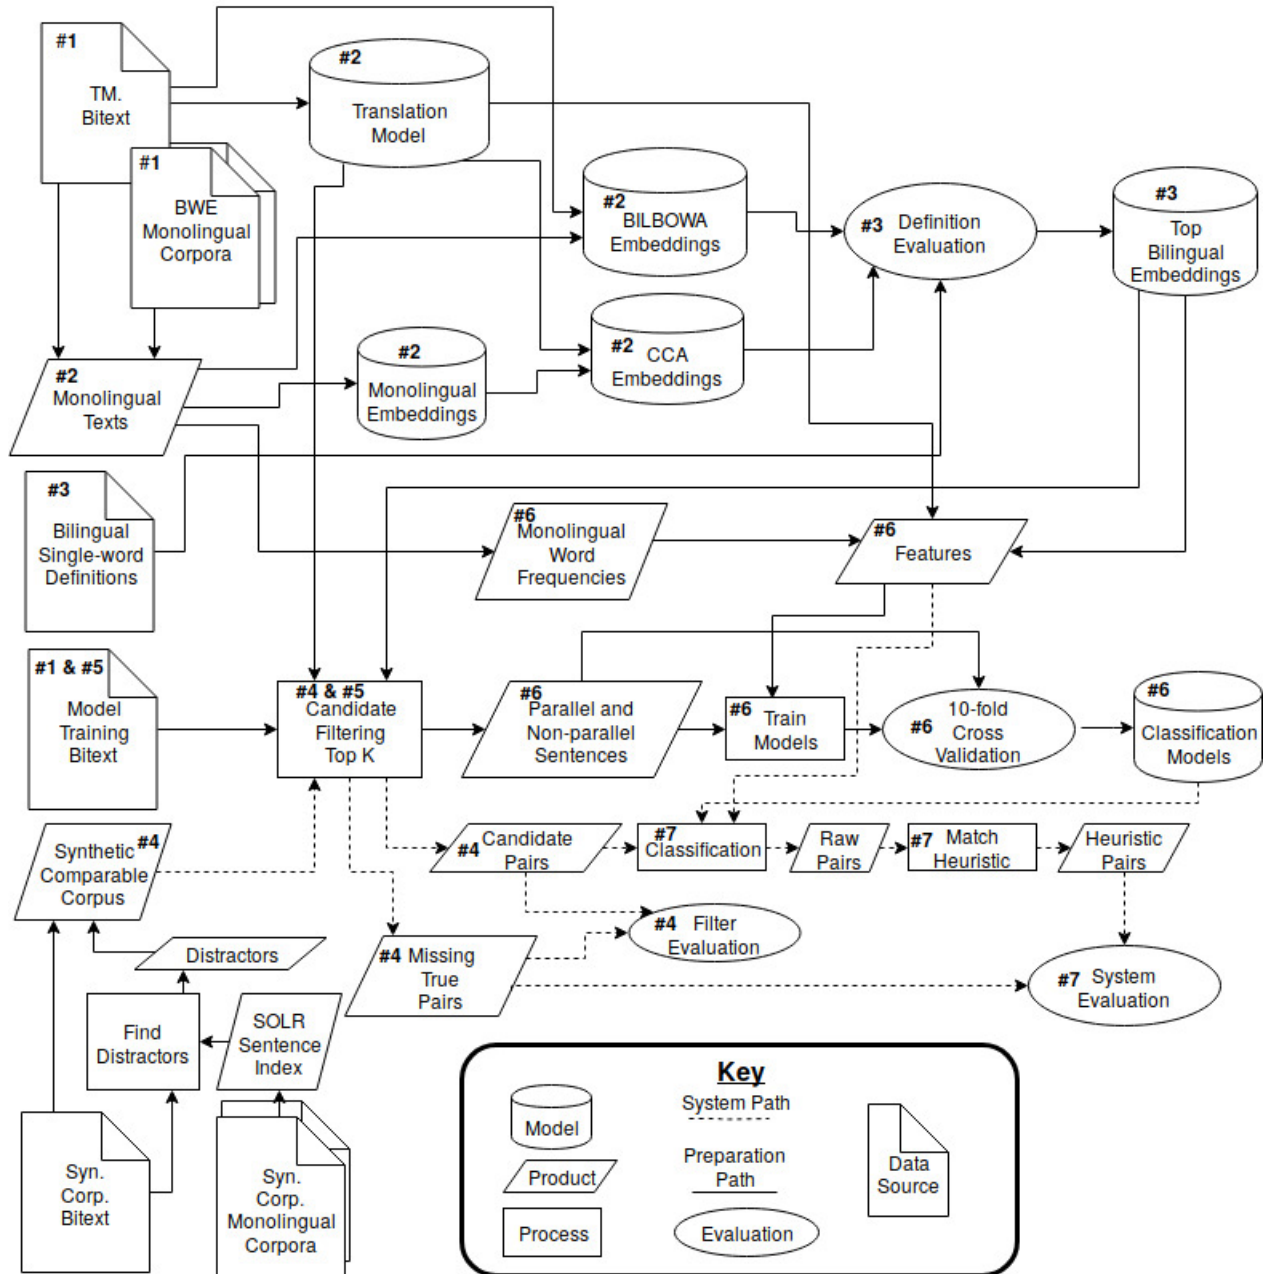 #1
TM.
Bitext
#2
Translation
Model
#1
BWE
Monolingual
Corpora
#2
BILBOWA
Embeddings
#3 Definition
Evaluation
#3
Top
Bilingual
Embeddings
#2
Monolingual
Texts
#2
Monolingual
Embeddings
#2 CCA
Embeddings
#3
Bilingual
Single-word
Definitions
#6
Monolingual
Word
Frequencies
#6
Features
#1 & #5
Model
Training
Bitext
#4 & #5
Candidate
Filtering
Top K
#6
Parallel and
Non-parallel
Sentences
#6 Train
Models
#6 10-fold
Cross
Validation
#6
Classification
Models
Synthetic #4
Comparable
Corpus
#4 Candidate
Pairs
#7
Classification
Raw
Pairs
#7 Match
Heuristic
Heuristic
Pairs
#4 Filter
Evaluation
Distractors
#4 Missing
True
Pairs
#7 System
Evaluation
Find
Distractors
SOLR
Sentence
Index
Syn.
Corp.
Bitext
Syn.
Corp.
Monolingual
Corpora
Key
Model
System Path
Product
Preparation
Path
Process
Evaluation
Data
Source